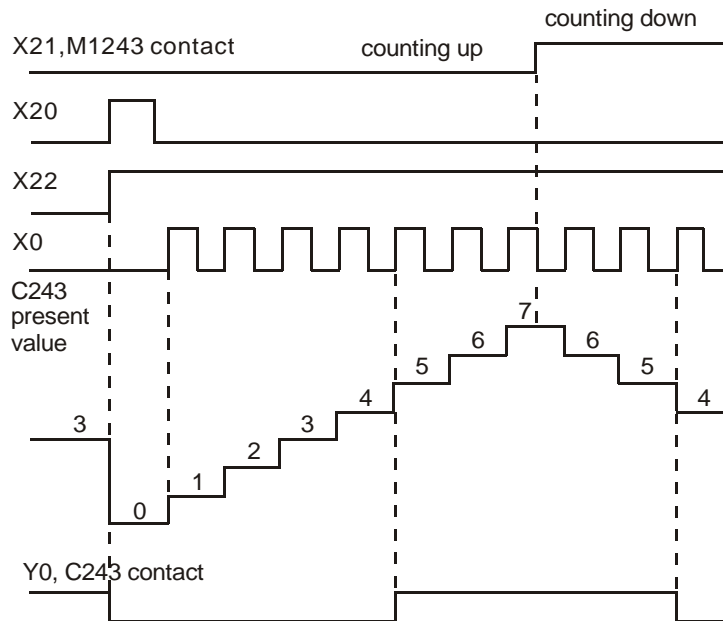 counting down
X21,M1243 contact counting up
X20
X22
X0
C243
present
value
3
0
1
2
3
4
5
6
7
6
5
4
Y0, C243 contact